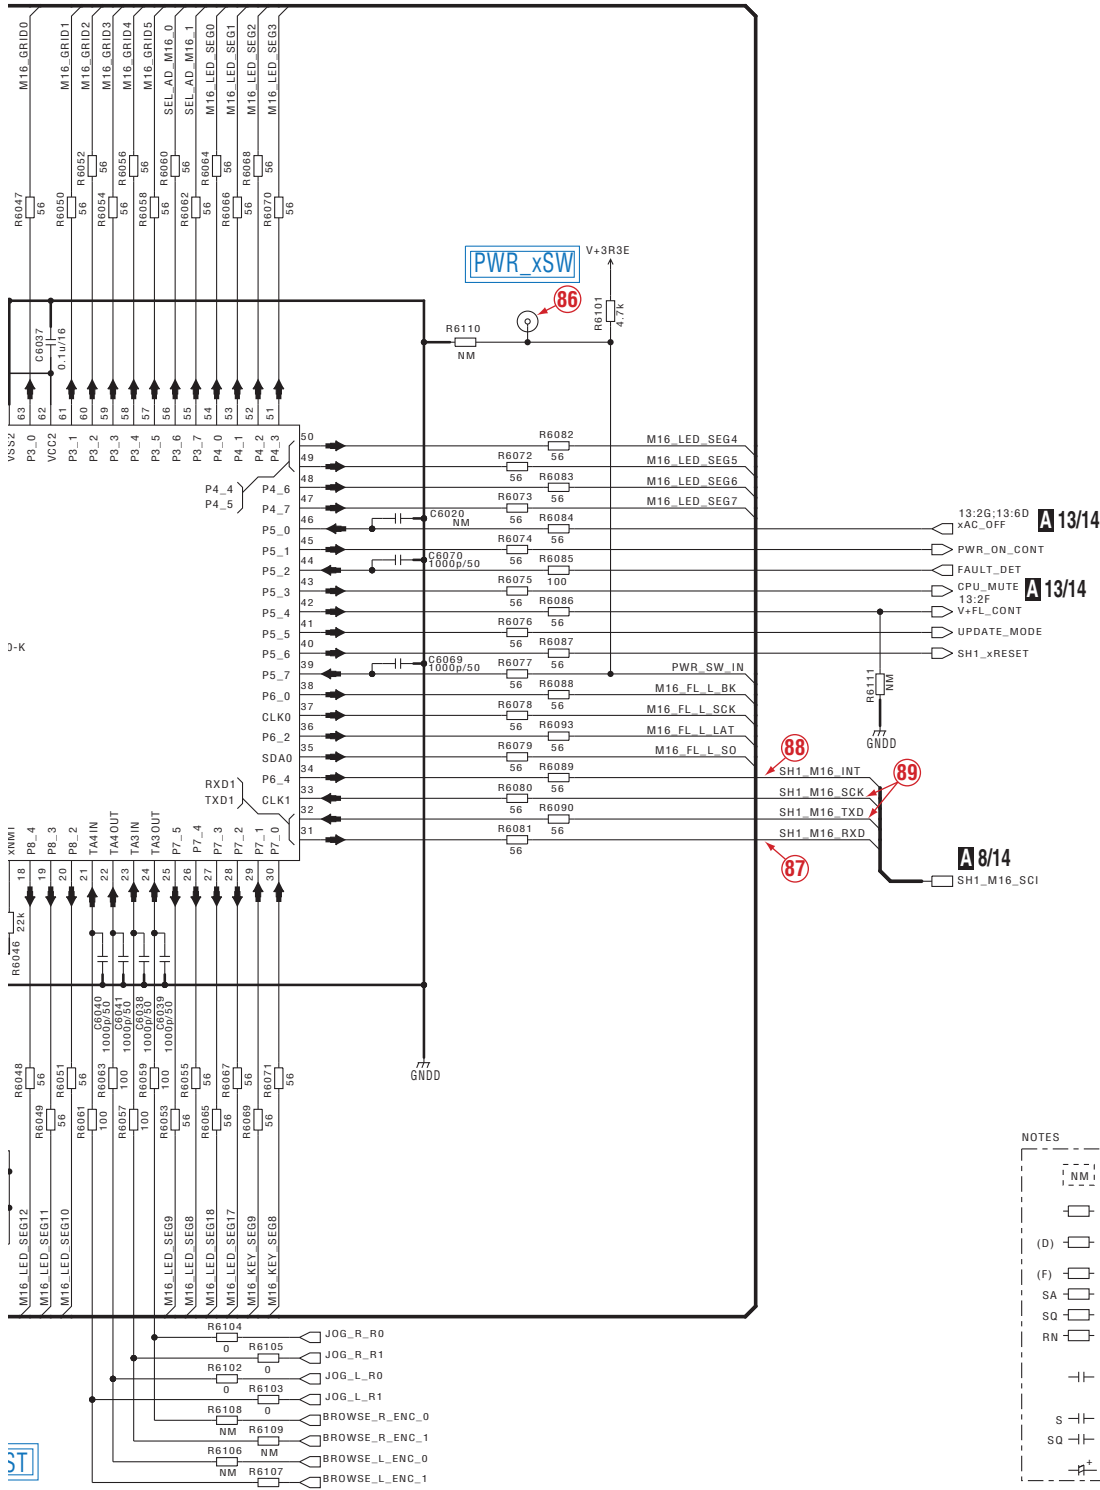 M16_GRID0
M16_GRID1
M16_GRID2
M16_GRID3
M16_GRID4
M16_GRID5
SEL_AD_M16_0
SEL_AD_M16_1
M16_LED_SEG0
M16_LED_SEG1
M16_LED_SEG2
M16_LED_SEG3
R6047 56
R6050 56
R6052 56
R6054 56
R6056 56
R6058 56
R6060 56
R6062 56
R6064 56
R6066 56
R6068 56
R6070 56
PWR_xSW
V+3R3E
86
R6101 4.7k
R6110
NM
C6037
0.1u/16
63 62 61 60 59 58 57 56 55 54 53 52 51
VSS2 P3_0 VCC2 P3_1 P3_2 P3_3 P3_4 P3_5 P3_6 P3_7 P4_0 P4_1 P4_2 P4_3
P4_4
P4_5
50 R6082 56 M16_LED_SEG4
49 R6072 56 M16_LED_SEG5
P4_6 48 R6083 56 M16_LED_SEG6
P4_7 47 R6073 56 M16_LED_SEG7
P5_0 46 C6020 NM R6084 56 13:2G;13:6D xAC_OFF A 13/14
P5_1 45 R6074 56 PWR_ON_CONT
P5_2 44 C6070 1000p/50 R6085 100 FAULT_DET
P5_3 43 R6075 56 CPU_MUTE 13:2F A 13/14
P5_4 42 R6086 56 V+FL_CONT
P5_5 41 R6076 56 UPDATE_MODE
P5_6 40 R6087 56 SH1_xRESET
P5_7 39 C6069 1000p/50 R6077 56 PWR_SW_IN
P6_0 38 R6088 56 M16_FL_L_BK
CLK0 37 R6078 56 M16_FL_L_SCK
P6_2 36 R6093 56 M16_FL_L_LAT
SDA0 35 R6079 56 M16_FL_L_SO
P6_4 34 R6089 56 SH1_M16_INT
CLK1 33 R6080 56 SH1_M16_SCK
32 R6090 56 SH1_M16_TXD
31 R6081 56 SH1_M16_RXD
RXD1
TXD1
0-K
R6111 NM
GNDD
88
89
87
A 8/14
SH1_M16_SCI
XNMI P8_4 P8_3 P8_2 TA4IN TA4OUT TA3IN TA3OUT P7_5 P7_4 P7_3 P7_2 P7_1 P7_0
18 19 20 21 22 23 24 25 26 27 28 29 30
22k
R6046
C6040 1000p/50
C6041 1000p/50
C6038 1000p/50
C6039 1000p/50
GNDD
R6048 56
R6049 56
R6051 56
R6061 100
R6063 100
R6057 100
R6059 100
R6053 56
R6055 56
R6065 56
R6067 56
R6069 56
R6071 56
M16_LED_SEG12
M16_LED_SEG11
M16_LED_SEG10
M16_LED_SEG9
M16_LED_SEG8
M16_LED_SEG18
M16_LED_SEG17
M16_KEY_SEG9
M16_KEY_SEG8
R6104 0 JOG_R_R0
R6105 0 JOG_R_R1
R6102 0 JOG_L_R0
R6103 0 JOG_L_R1
R6108 NM BROWSE_R_ENC_0
R6109 NM BROWSE_R_ENC_1
R6106 NM BROWSE_L_ENC_0
R6107 BROWSE_L_ENC_1
ST
NOTES
NM
(D)
(F)
SA
SQ
RN
S
SQ
+